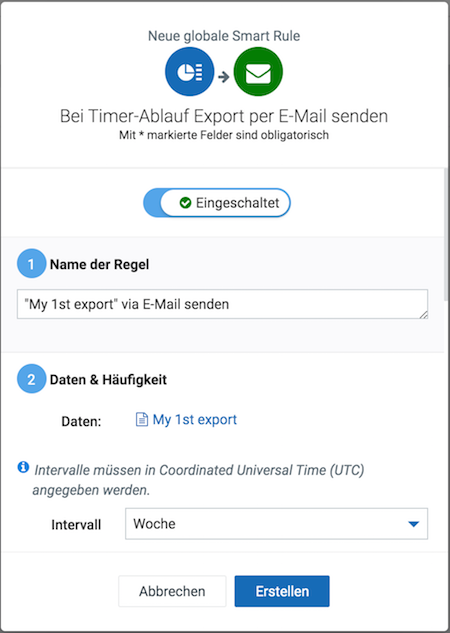 Neue globale Smart Rule
Bei Timer-Ablauf Export per E-Mail senden
Mit * markierte Felder sind obligatorisch
Eingeschaltet
1 Name der Regel
"My 1st export" via E-Mail senden
2 Daten & Häufigkeit
Daten: My 1st export
Intervalle müssen in Coordinated Universal Time (UTC)
angegeben werden.
Intervall Woche
Abbrechen Erstellen